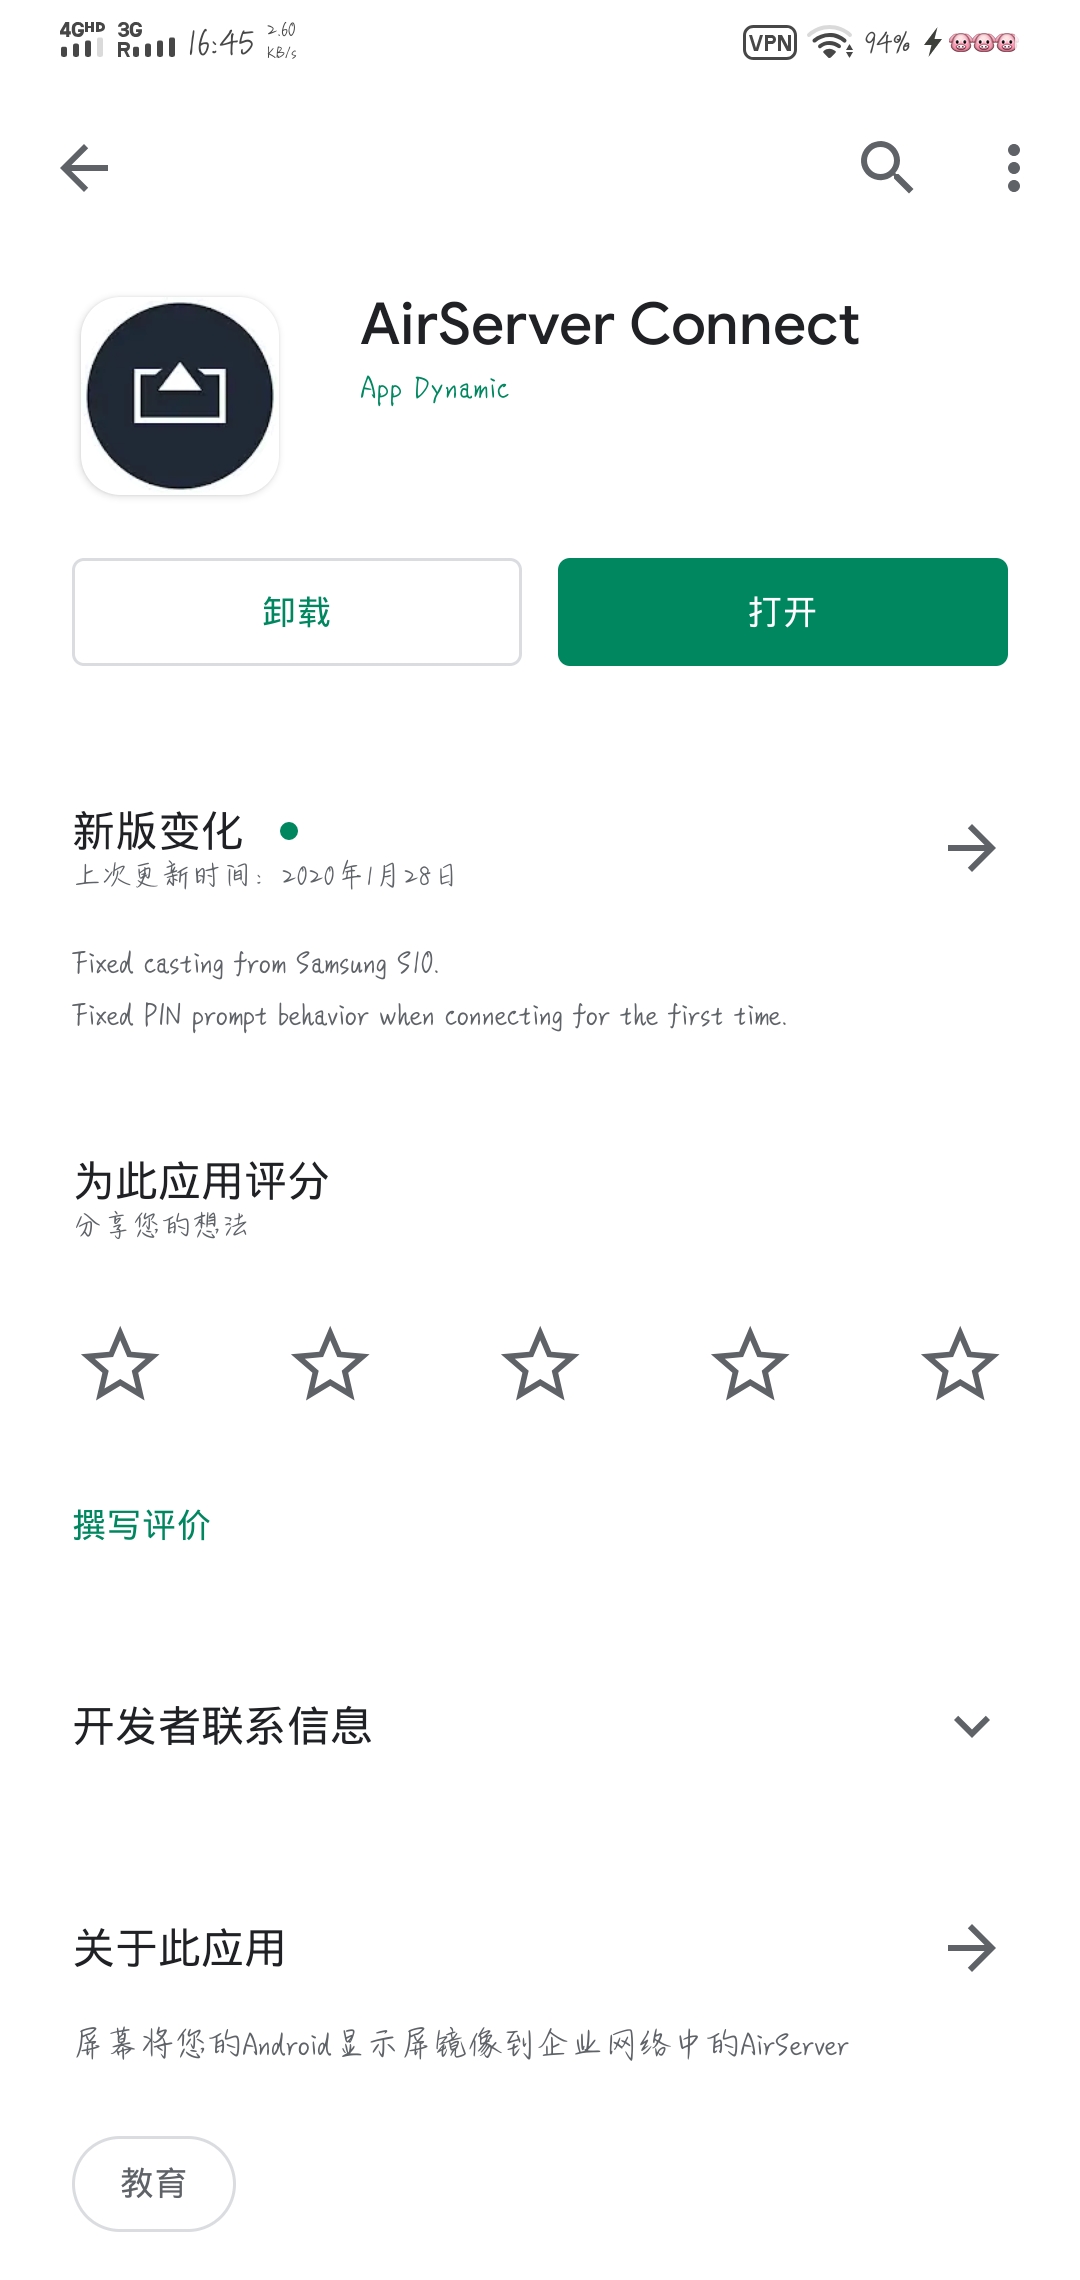 4GHD 3G R 16:45 2.60 KB/s VPN 94%
AirServer Connect
App Dynamic
卸载 打开
新版变化
上次更新时间：2020年1月28日
Fixed casting from Samsung S10.
Fixed PIN prompt behavior when connecting for the first time.
为此应用评分
分享您的想法
撰写评价
开发者联系信息
关于此应用
屏幕将您的Android显示屏镜像到企业网络中的AirServer
教育